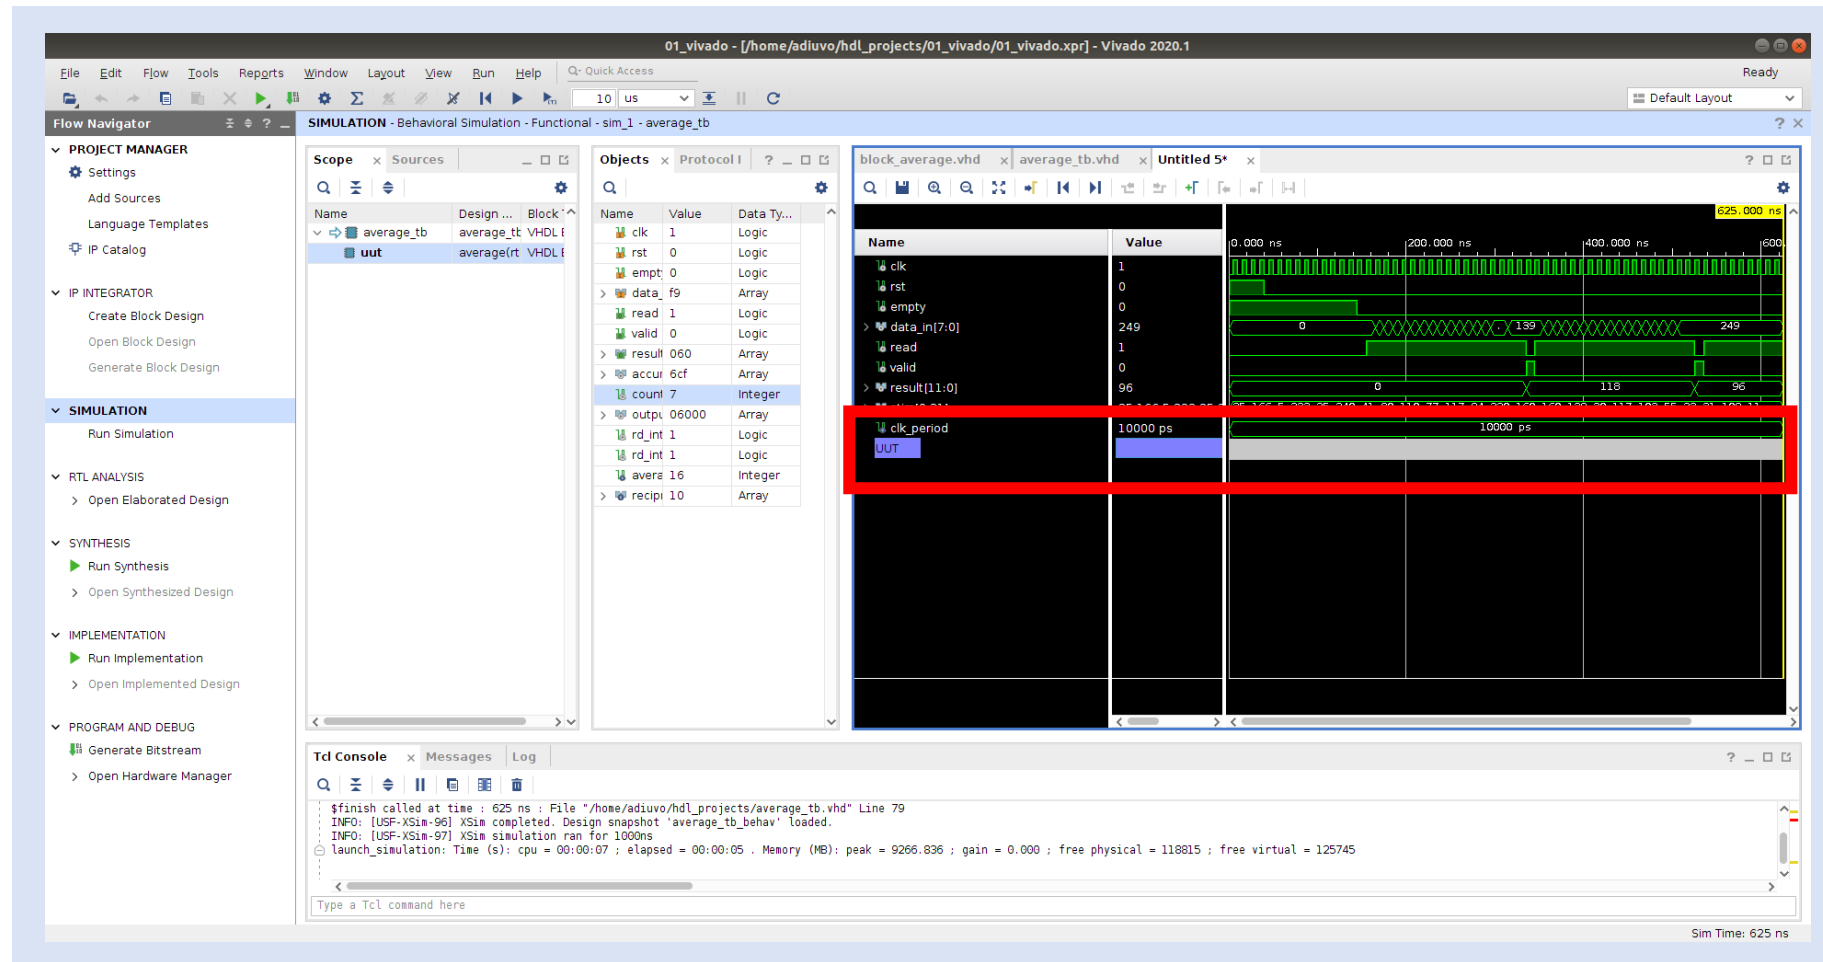 01_vivado - [/home/adiuvo/hdl_projects/01_vivado/01_vivado.xpr] - Vivado 2020.1
File Edit Flow Tools Reports Window Layout View Run Help Q- Quick Access Ready
10 us Default Layout
Flow Navigator ? _
SIMULATION - Behavioral Simulation - Functional - sim_1 - average_tb ? ×
PROJECT MANAGER
Settings
Add Sources
Language Templates
IP Catalog
IP INTEGRATOR
Create Block Design
Open Block Design
Generate Block Design
SIMULATION
Run Simulation
RTL ANALYSIS
Open Elaborated Design
SYNTHESIS
Run Synthesis
Open Synthesized Design
IMPLEMENTATION
Run Implementation
Open Implemented Design
PROGRAM AND DEBUG
Generate Bitstream
Open Hardware Manager
Scope × Sources
Name Design ... Block
average_tb average_tb VHDL E
uut average(rt VHDL E
Objects × Protocol I ?
Name Value Data Ty...
clk 1 Logic
rst 0 Logic
empt 0 Logic
data_ f9 Array
read 1 Logic
valid 0 Logic
result 060 Array
accur 6cf Array
count 7 Integer
outpu 06000 Array
rd_int 1 Logic
rd_int 1 Logic
avera 16 Integer
recip 10 Array
block_average.vhd × average_tb.vhd × Untitled 5* × ?
625.000 ns
Name Value 0.000 ns 200.000 ns 400.000 ns 600.
clk 1
rst 0
empty 0
data_in[7:0] 249 0 139 249
read 1
valid 0
result[11:0] 96 0 118 96
clk_period 10000 ps 10000 ps
UUT
Tcl Console × Messages Log ?
$finish called at time : 625 ns : File "/home/adiuvo/hdl_projects/average_tb.vhd" Line 79
INFO: [USF-XSim-96] XSim completed. Design snapshot 'average_tb_behav' loaded.
INFO: [USF-XSim-97] XSim simulation ran for 1000ns
launch_simulation: Time (s): cpu = 00:00:07 ; elapsed = 00:00:05 . Memory (MB): peak = 9266.836 ; gain = 0.000 ; free physical = 118815 ; free virtual = 125745
Type a Tcl command here
Sim Time: 625 ns